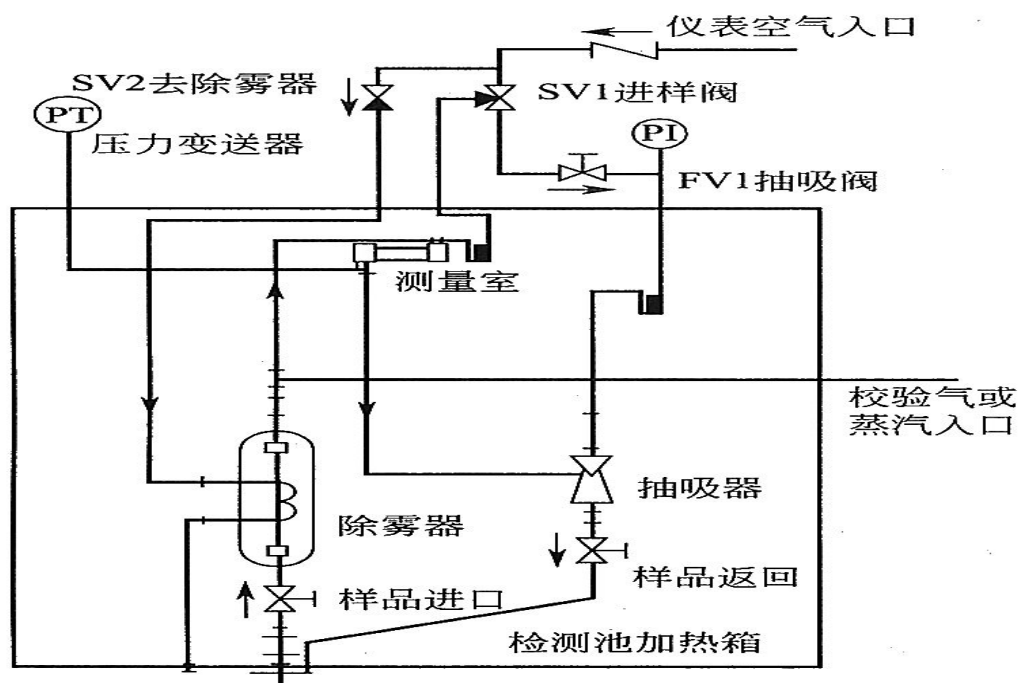 仪表空气入口
SV2去除雾器
SV1进样阀
PT
压力变送器
PI
FV1抽吸阀
测量室
校验气或
蒸汽入口
抽吸器
除雾器
样品返回
样品进口
检测池加热箱